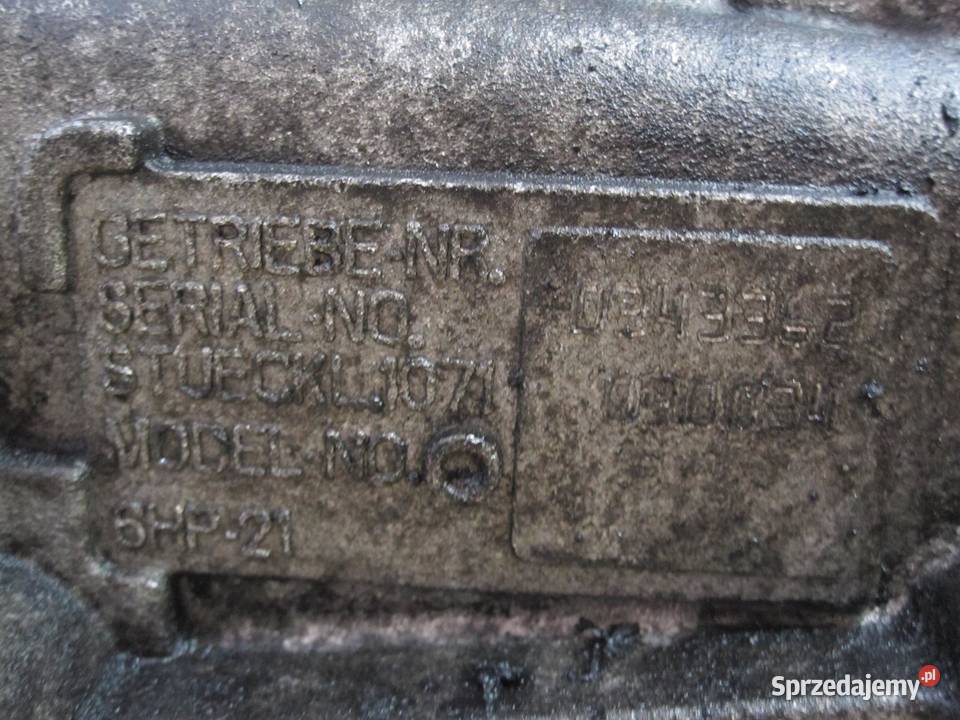 GETRIEBE-NR.
SERIAL-NO.
STUECKL.1071
MODEL NO.
6HP-21
Sprzedajemy.pl